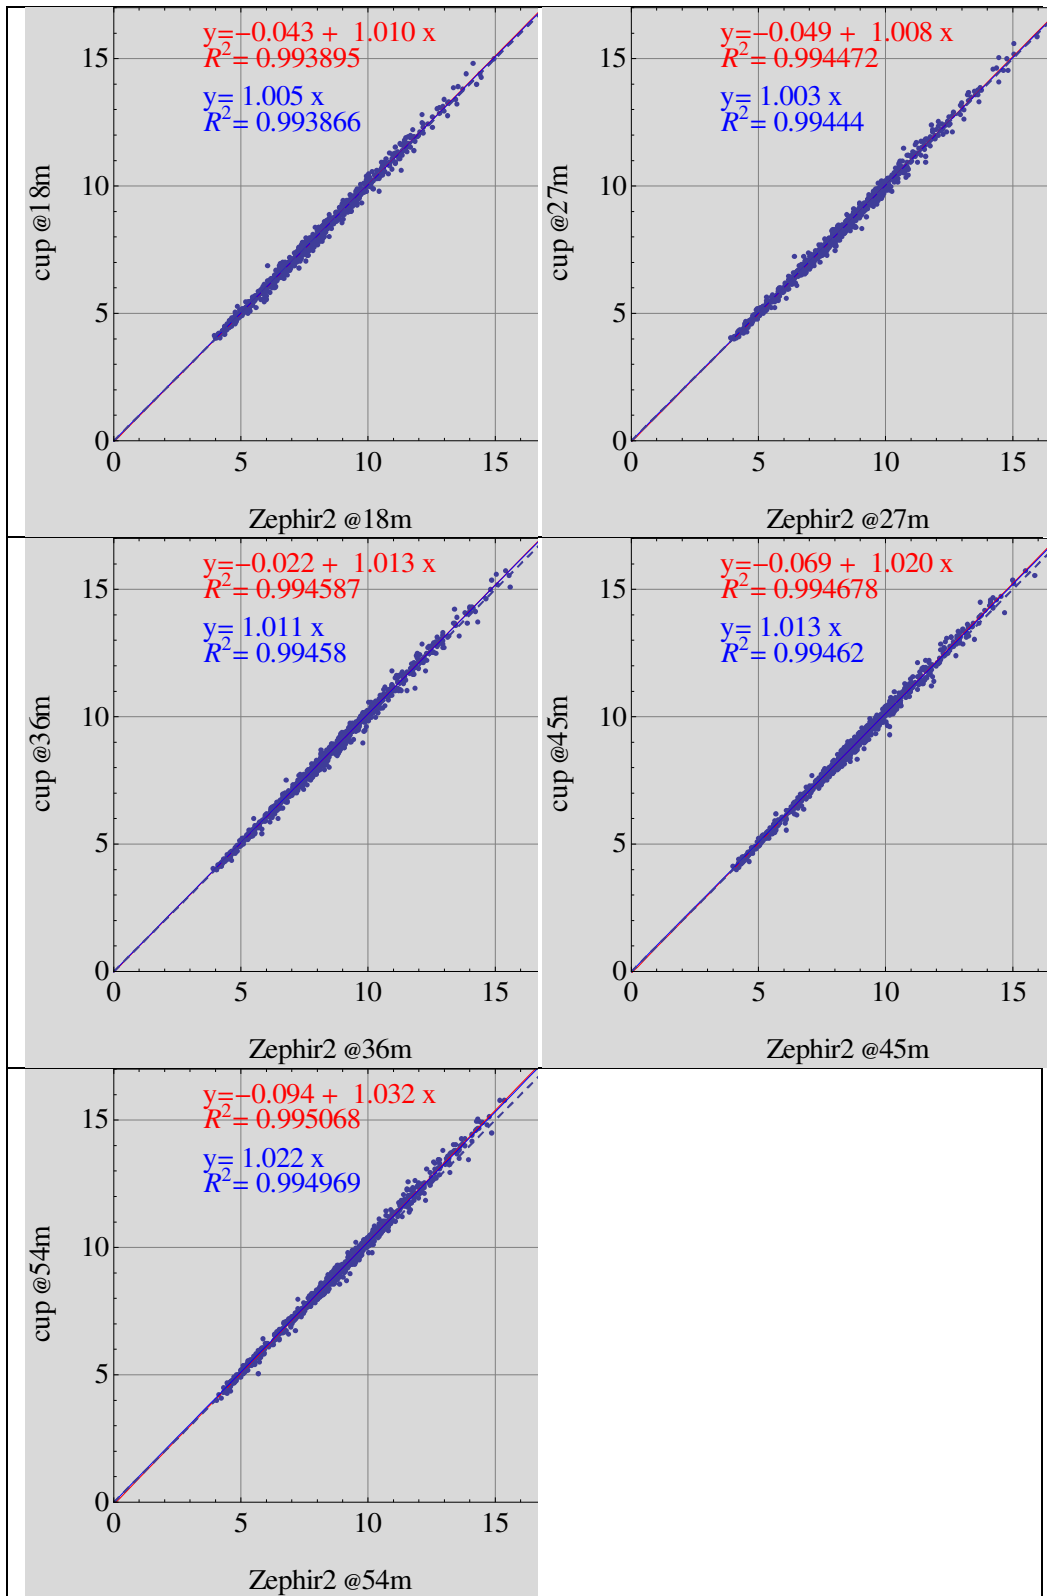 y=−0.043 + 1.010 x
R²= 0.993895
y= 1.005 x
R²= 0.993866
15
10
5
0
0 5 10 15
cup @18m
Zephir2 @18m
y=−0.049 + 1.008 x
R²= 0.994472
y= 1.003 x
R²= 0.99444
15
10
5
0
0 5 10 15
cup @27m
Zephir2 @27m
y=−0.022 + 1.013 x
R²= 0.994587
y= 1.011 x
R²= 0.99458
15
10
5
0
0 5 10 15
cup @36m
Zephir2 @36m
y=−0.069 + 1.020 x
R²= 0.994678
y= 1.013 x
R²= 0.99462
15
10
5
0
0 5 10 15
cup @45m
Zephir2 @45m
y=−0.094 + 1.032 x
R²= 0.995068
y= 1.022 x
R²= 0.994969
15
10
5
0
0 5 10 15
cup @54m
Zephir2 @54m